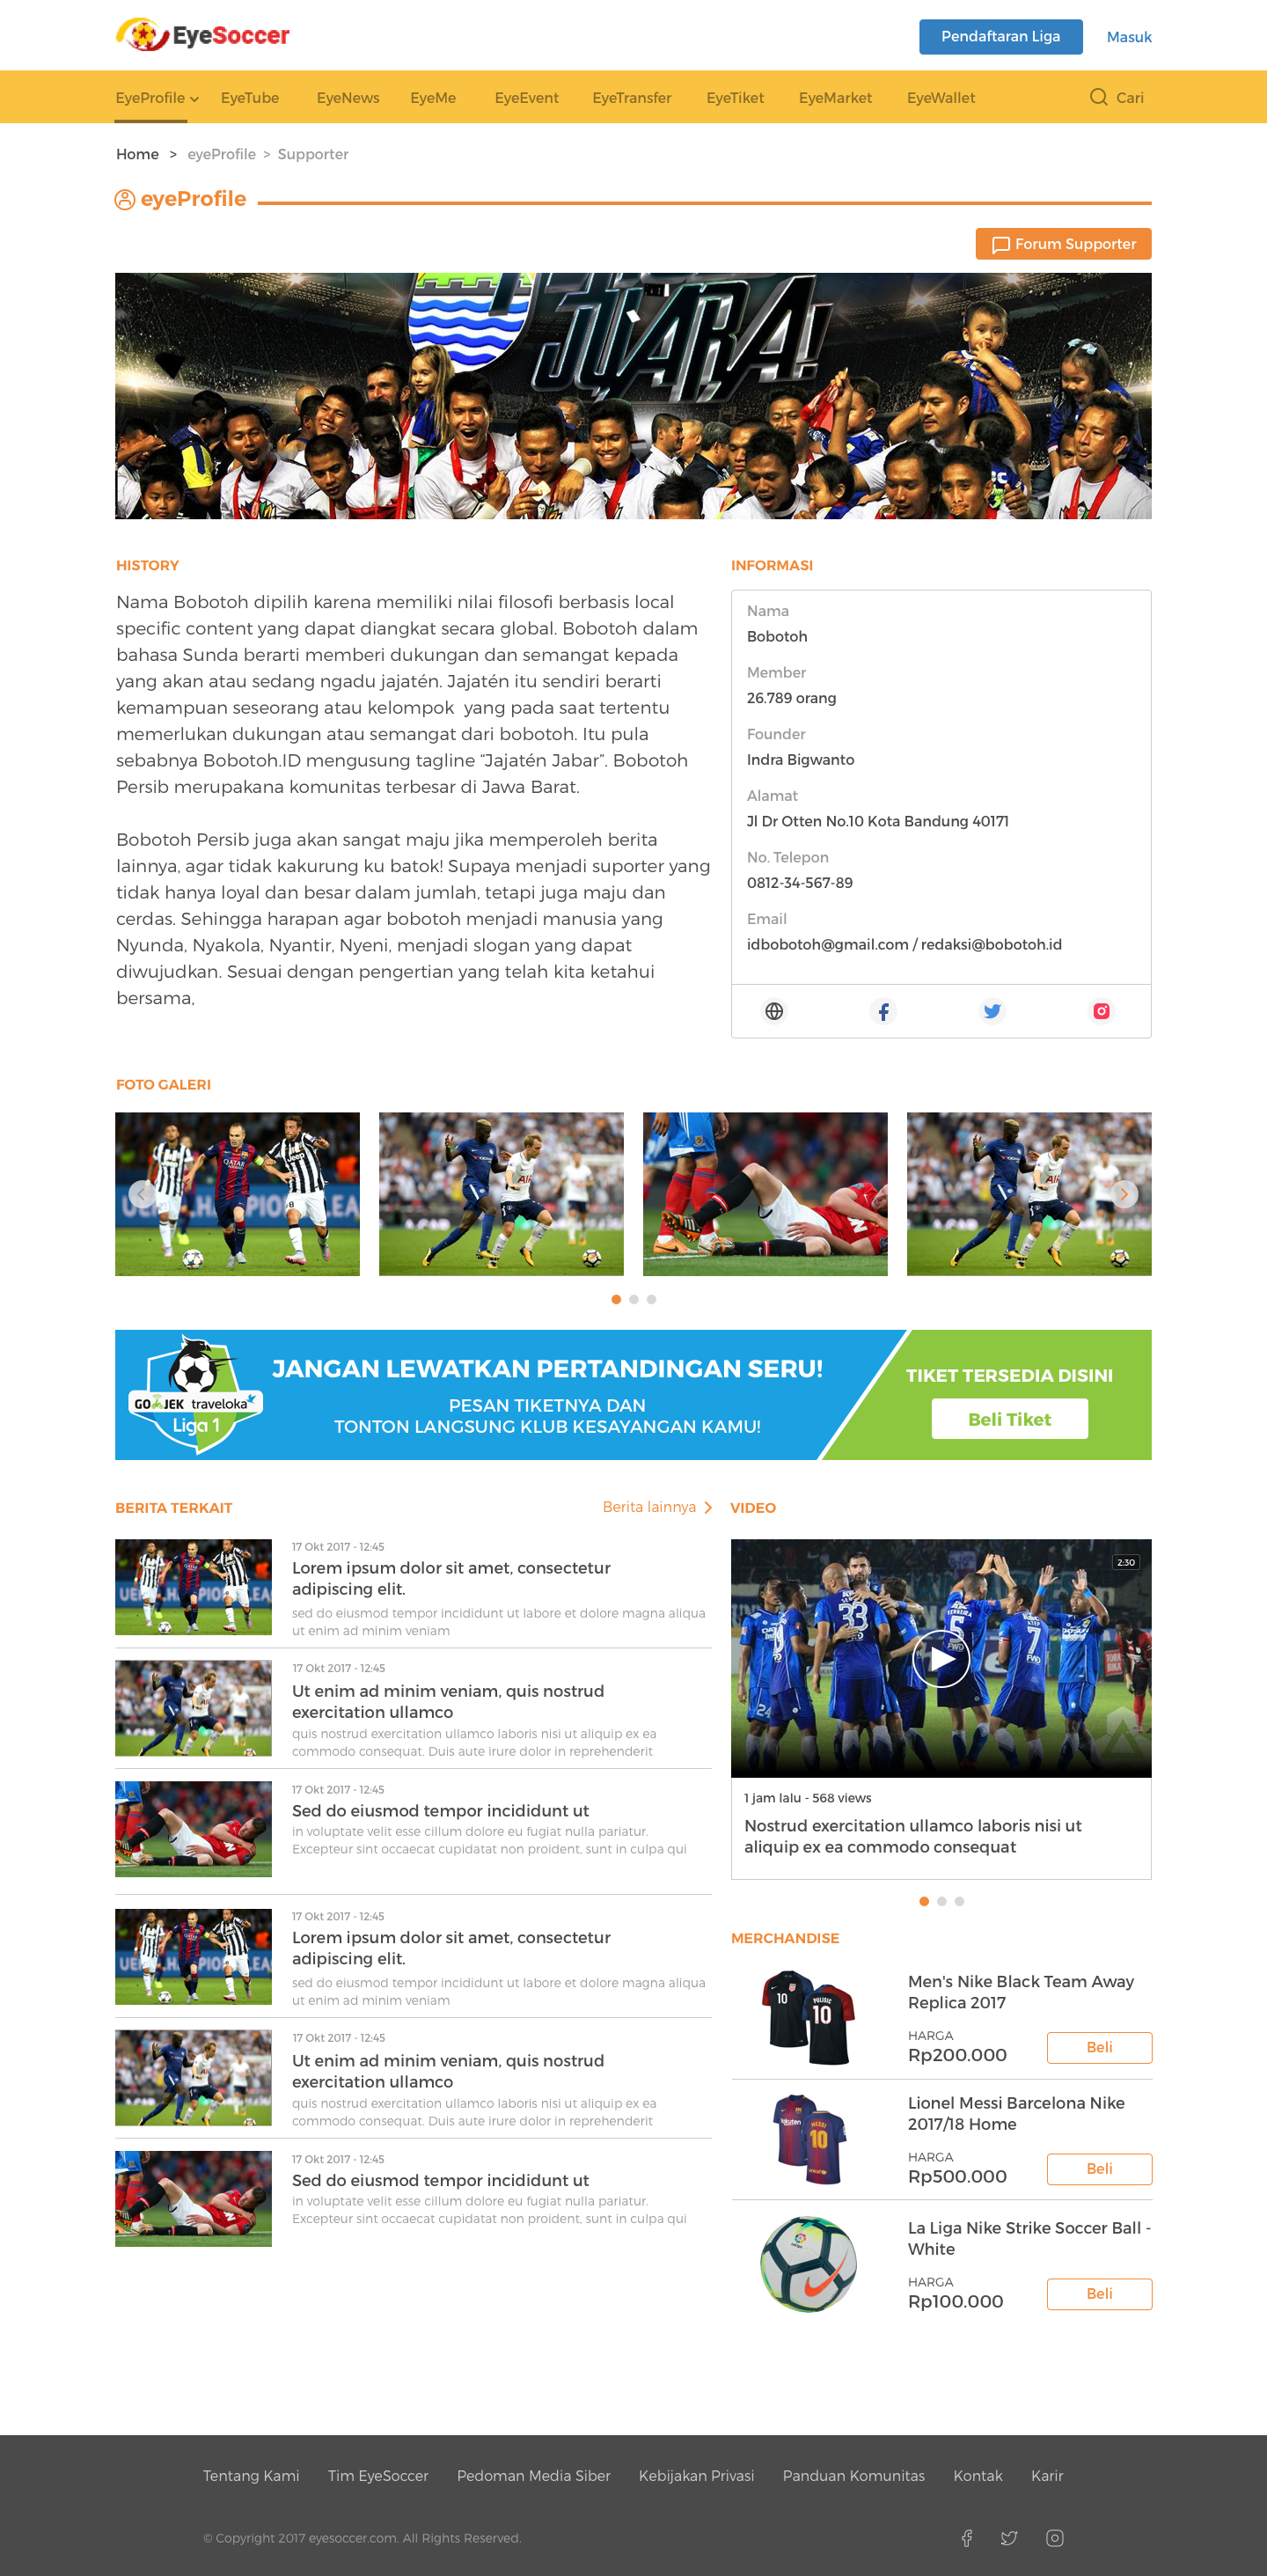 EyeSoccer
Pendaftaran Liga
Masuk
EyeProfile EyeTube EyeNews EyeMe EyeEvent EyeTransfer EyeTiket EyeMarket EyeWallet Cari
Home > eyeProfile > Supporter
eyeProfile
Forum Supporter
JUARA!
HISTORY
Nama Bobotoh dipilih karena memiliki nilai filosofi berbasis local
specific content yang dapat diangkat secara global. Bobotoh dalam
bahasa Sunda berarti memberi dukungan dan semangat kepada
yang akan atau sedang ngadu jajatén. Jajatén itu sendiri berarti
kemampuan seseorang atau kelompok  yang pada saat tertentu
memerlukan dukungan atau semangat dari bobotoh. Itu pula
sebabnya Bobotoh.ID mengusung tagline “Jajatén Jabar”. Bobotoh
Persib merupakana komunitas terbesar di Jawa Barat.
Bobotoh Persib juga akan sangat maju jika memperoleh berita
lainnya, agar tidak kakurung ku batok! Supaya menjadi suporter yang
tidak hanya loyal dan besar dalam jumlah, tetapi juga maju dan
cerdas. Sehingga harapan agar bobotoh menjadi manusia yang
Nyunda, Nyakola, Nyantir, Nyeni, menjadi slogan yang dapat
diwujudkan. Sesuai dengan pengertian yang telah kita ketahui
bersama,
INFORMASI
Nama
Bobotoh
Member
26.789 orang
Founder
Indra Bigwanto
Alamat
Jl Dr Otten No.10 Kota Bandung 40171
No. Telepon
0812-34-567-89
Email
idbobotoh@gmail.com / redaksi@bobotoh.id
FOTO GALERI
JANGAN LEWATKAN PERTANDINGAN SERU!
PESAN TIKETNYA DAN
TONTON LANGSUNG KLUB KESAYANGAN KAMU!
GOJEK traveloka
Liga 1
TIKET TERSEDIA DISINI
Beli Tiket
BERITA TERKAIT
Berita lainnya
17 Okt 2017 - 12:45
Lorem ipsum dolor sit amet, consectetur
adipiscing elit.
sed do eiusmod tempor incididunt ut labore et dolore magna aliqua
ut enim ad minim veniam
17 Okt 2017 - 12:45
Ut enim ad minim veniam, quis nostrud
exercitation ullamco
quis nostrud exercitation ullamco laboris nisi ut aliquip ex ea
commodo consequat. Duis aute irure dolor in reprehenderit
17 Okt 2017 - 12:45
Sed do eiusmod tempor incididunt ut
in voluptate velit esse cillum dolore eu fugiat nulla pariatur.
Excepteur sint occaecat cupidatat non proident, sunt in culpa qui
17 Okt 2017 - 12:45
Lorem ipsum dolor sit amet, consectetur
adipiscing elit.
sed do eiusmod tempor incididunt ut labore et dolore magna aliqua
ut enim ad minim veniam
17 Okt 2017 - 12:45
Ut enim ad minim veniam, quis nostrud
exercitation ullamco
quis nostrud exercitation ullamco laboris nisi ut aliquip ex ea
commodo consequat. Duis aute irure dolor in reprehenderit
17 Okt 2017 - 12:45
Sed do eiusmod tempor incididunt ut
in voluptate velit esse cillum dolore eu fugiat nulla pariatur.
Excepteur sint occaecat cupidatat non proident, sunt in culpa qui
VIDEO
2:30
1 jam lalu - 568 views
Nostrud exercitation ullamco laboris nisi ut
aliquip ex ea commodo consequat
MERCHANDISE
Men's Nike Black Team Away
Replica 2017
HARGA
Rp200.000
Beli
Lionel Messi Barcelona Nike
2017/18 Home
HARGA
Rp500.000
Beli
La Liga Nike Strike Soccer Ball -
White
HARGA
Rp100.000
Beli
Tentang Kami Tim EyeSoccer Pedoman Media Siber Kebijakan Privasi Panduan Komunitas Kontak Karir
© Copyright 2017 eyesoccer.com. All Rights Reserved.